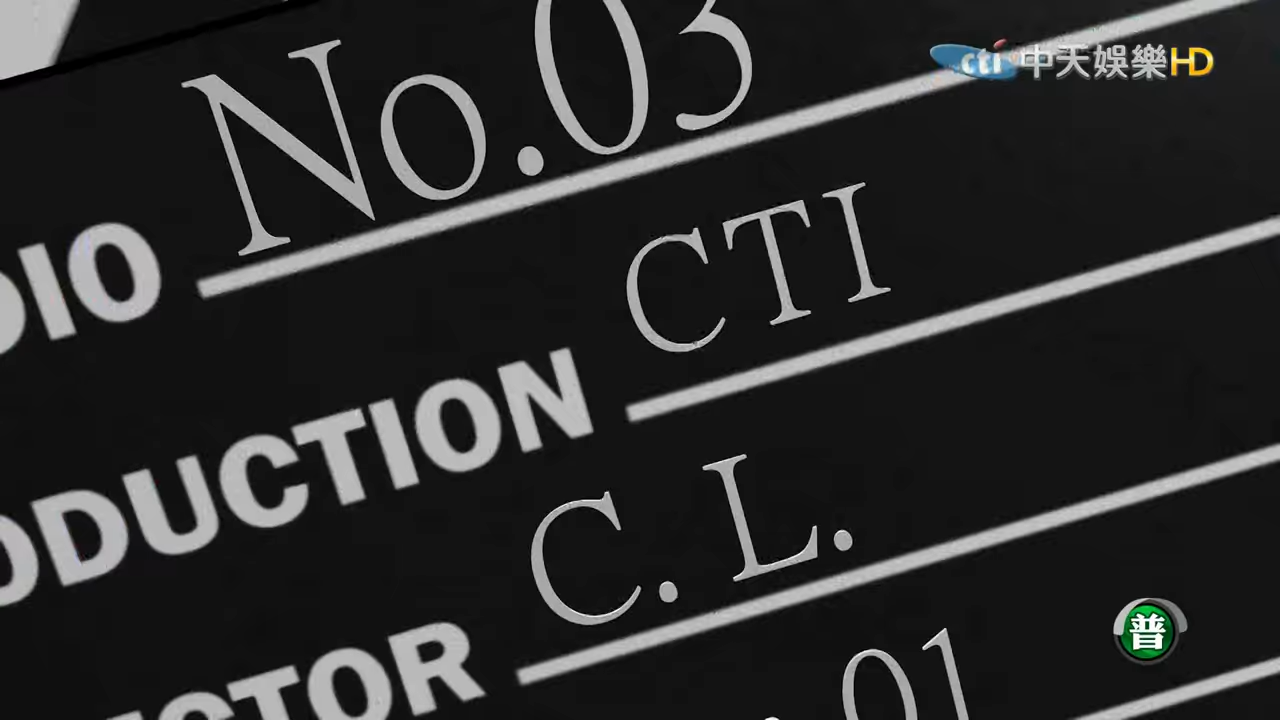 cti 中天娛樂HD
DIO No.03
ODUCTION CTI
CTOR C. L.
.01
普